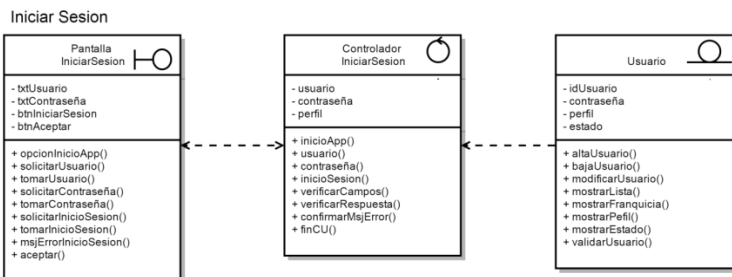 Iniciar Sesion
Pantalla
IniciarSesion
- txtUsuario
- txtContraseña
- btnIniciarSesion
- btnAceptar
+ opcionInicioApp()
+ solicitarUsuario()
+ tomarUsuario()
+ solicitarContraseña()
+ tomarContraseña()
+ solicitarInicioSesion()
+ tomarInicioSesion()
+ msjErrorInicioSesion()
+ aceptar()
Controlador
IniciarSesion
- usuario
- contraseña
- perfil
+ inicioApp()
+ usuario()
+ contraseña()
+ inicioSesion()
+ verificarCampos()
+ verificarRespuesta()
+ confirmarMsjError()
+ finCU()
Usuario
- idUsuario
- contraseña
- perfil
- estado
+ altaUsuario()
+ bajaUsuario()
+ modificarUsuario()
+ mostrarLista()
+ mostrarFranquicia()
+ mostrarPefil()
+ mostrarEstado()
+ validarUsuario()